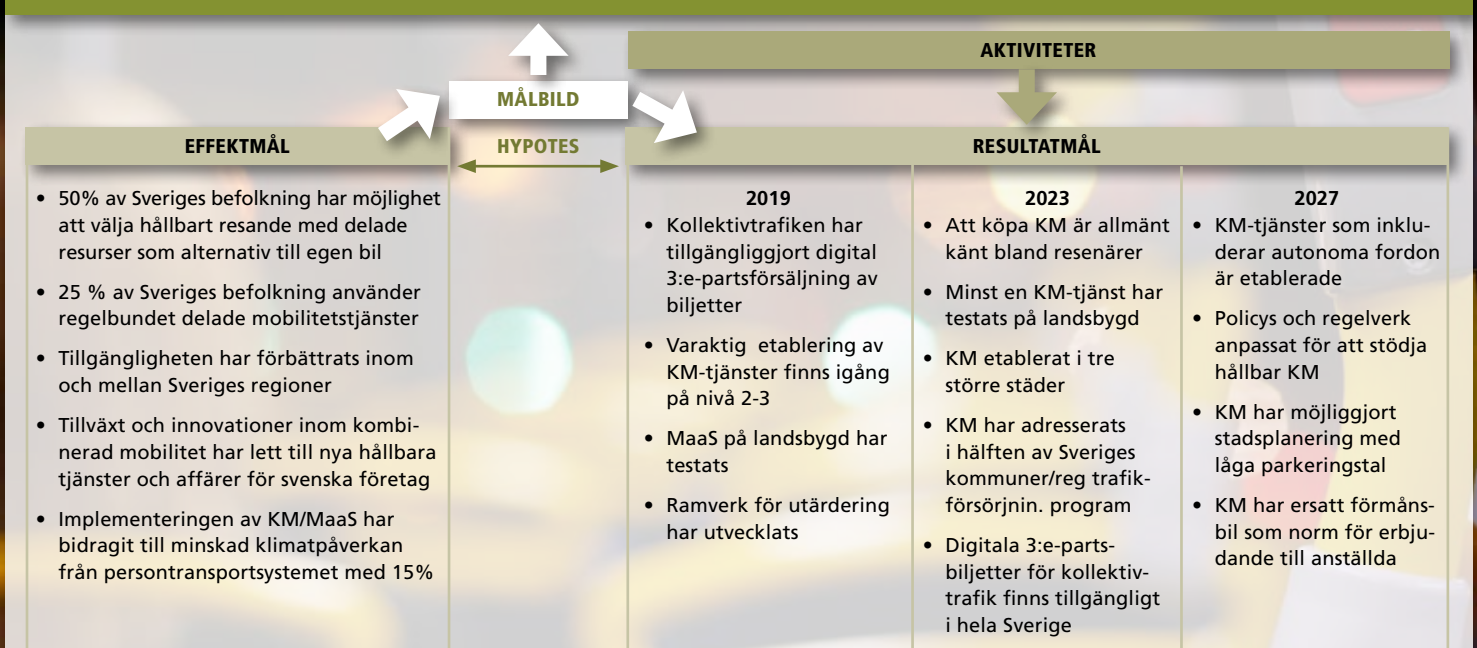 AKTIVITETER
MÅLBILD
EFFEKTMÅL
HYPOTES
RESULTATMÅL
• 50% av Sveriges befolkning har möjlighet
att välja hållbart resande med delade
resurser som alternativ till egen bil
• 25 % av Sveriges befolkning använder
regelbundet delade mobilitetstjänster
• Tillgängligheten har förbättrats inom
och mellan Sveriges regioner
• Tillväxt och innovationer inom kombi-
nerad mobilitet har lett till nya hållbara
tjänster och affärer för svenska företag
• Implementeringen av KM/MaaS har
bidragit till minskad klimatpåverkan
från persontransportsystemet med 15%
2019
• Kollektivtrafiken har
tillgängliggjort digital
3:e-partsförsäljning av
biljetter
• Varaktig etablering av
KM-tjänster finns igång
på nivå 2-3
• MaaS på landsbygd har
testats
• Ramverk för utärdering
har utvecklats
2023
• Att köpa KM är allmänt
känt bland resenärer
• Minst en KM-tjänst har
testats på landsbygd
• KM etablerat i tre
större städer
• KM har adresserats
i hälften av Sveriges
kommuner/reg trafik-
försörjnin. program
• Digitala 3:e-parts-
biljetter för kollektiv-
trafik finns tillgängligt
i hela Sverige
2027
• KM-tjänster som inklu-
derar autonoma fordon
är etablerade
• Policys och regelverk
anpassat för att stödja
hållbar KM
• KM har möjliggjort
stadsplanering med
låga parkeringstal
• KM har ersatt förmåns-
bil som norm för erbju-
dande till anställda